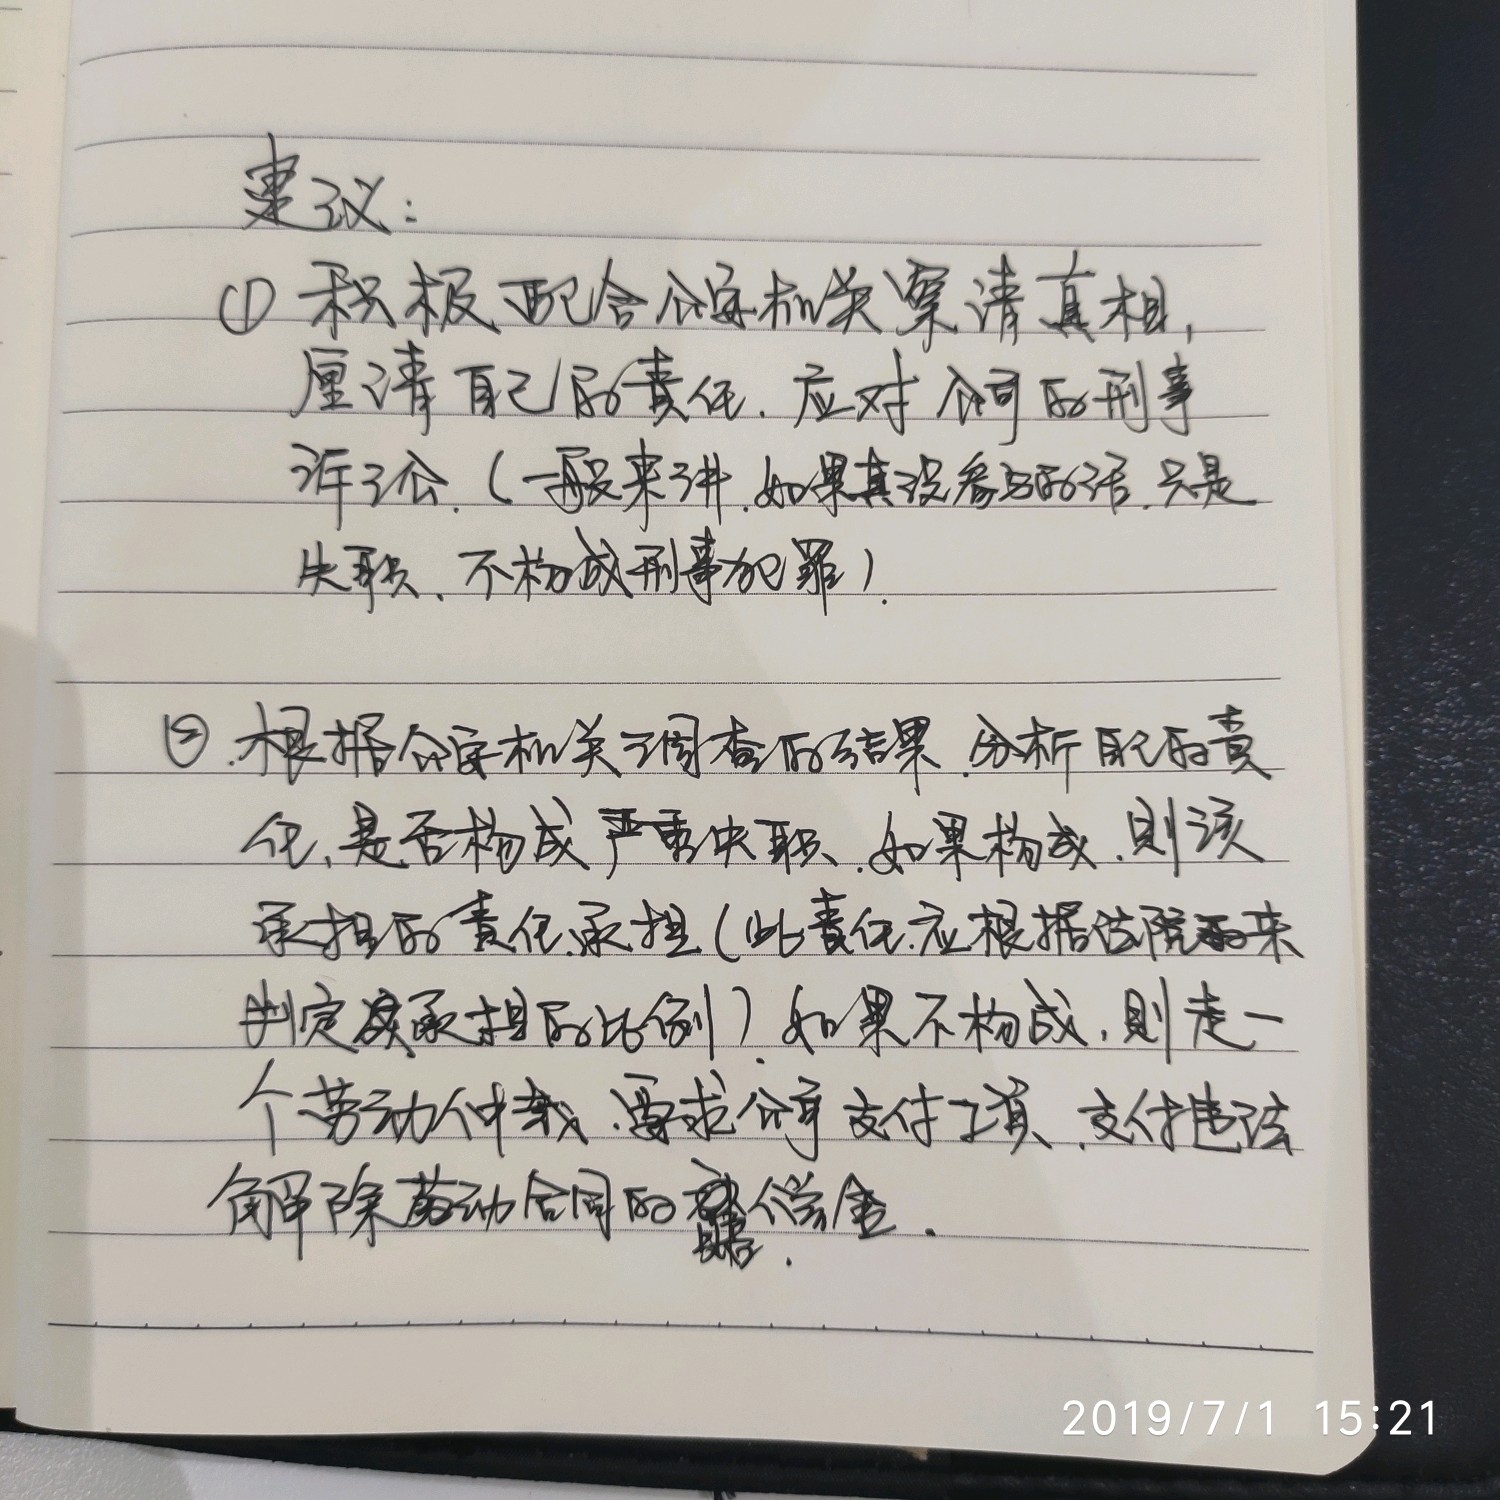 建议：
① 积极配合公安机关案清真相，
厘清自己的责任．应对公司的刑事
诉讼．（一般来讲．如果真没参与的话．只是
失职．不构成刑事犯罪）．
② ．根据公安机关调查的结果．分析自己的责
任、是否构成严重失职．如果构成．则该
承担的责任承担（此责任．应根据法院来
判定该承担的比例）．如果不构成．则走一
个劳动仲裁．要求公司支付工资．支付违法
解除劳动合同的赔偿金．
2019/7/1 15:21